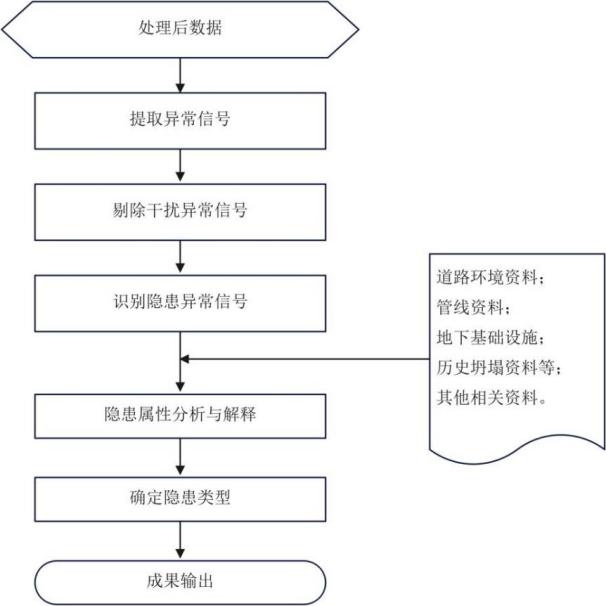 处理后数据
提取异常信号
剔除干扰异常信号
识别隐患异常信号
道路环境资料；
管线资料；
地下基础设施；
历史坍塌资料等；
其他相关资料。
隐患属性分析与解释
确定隐患类型
成果输出